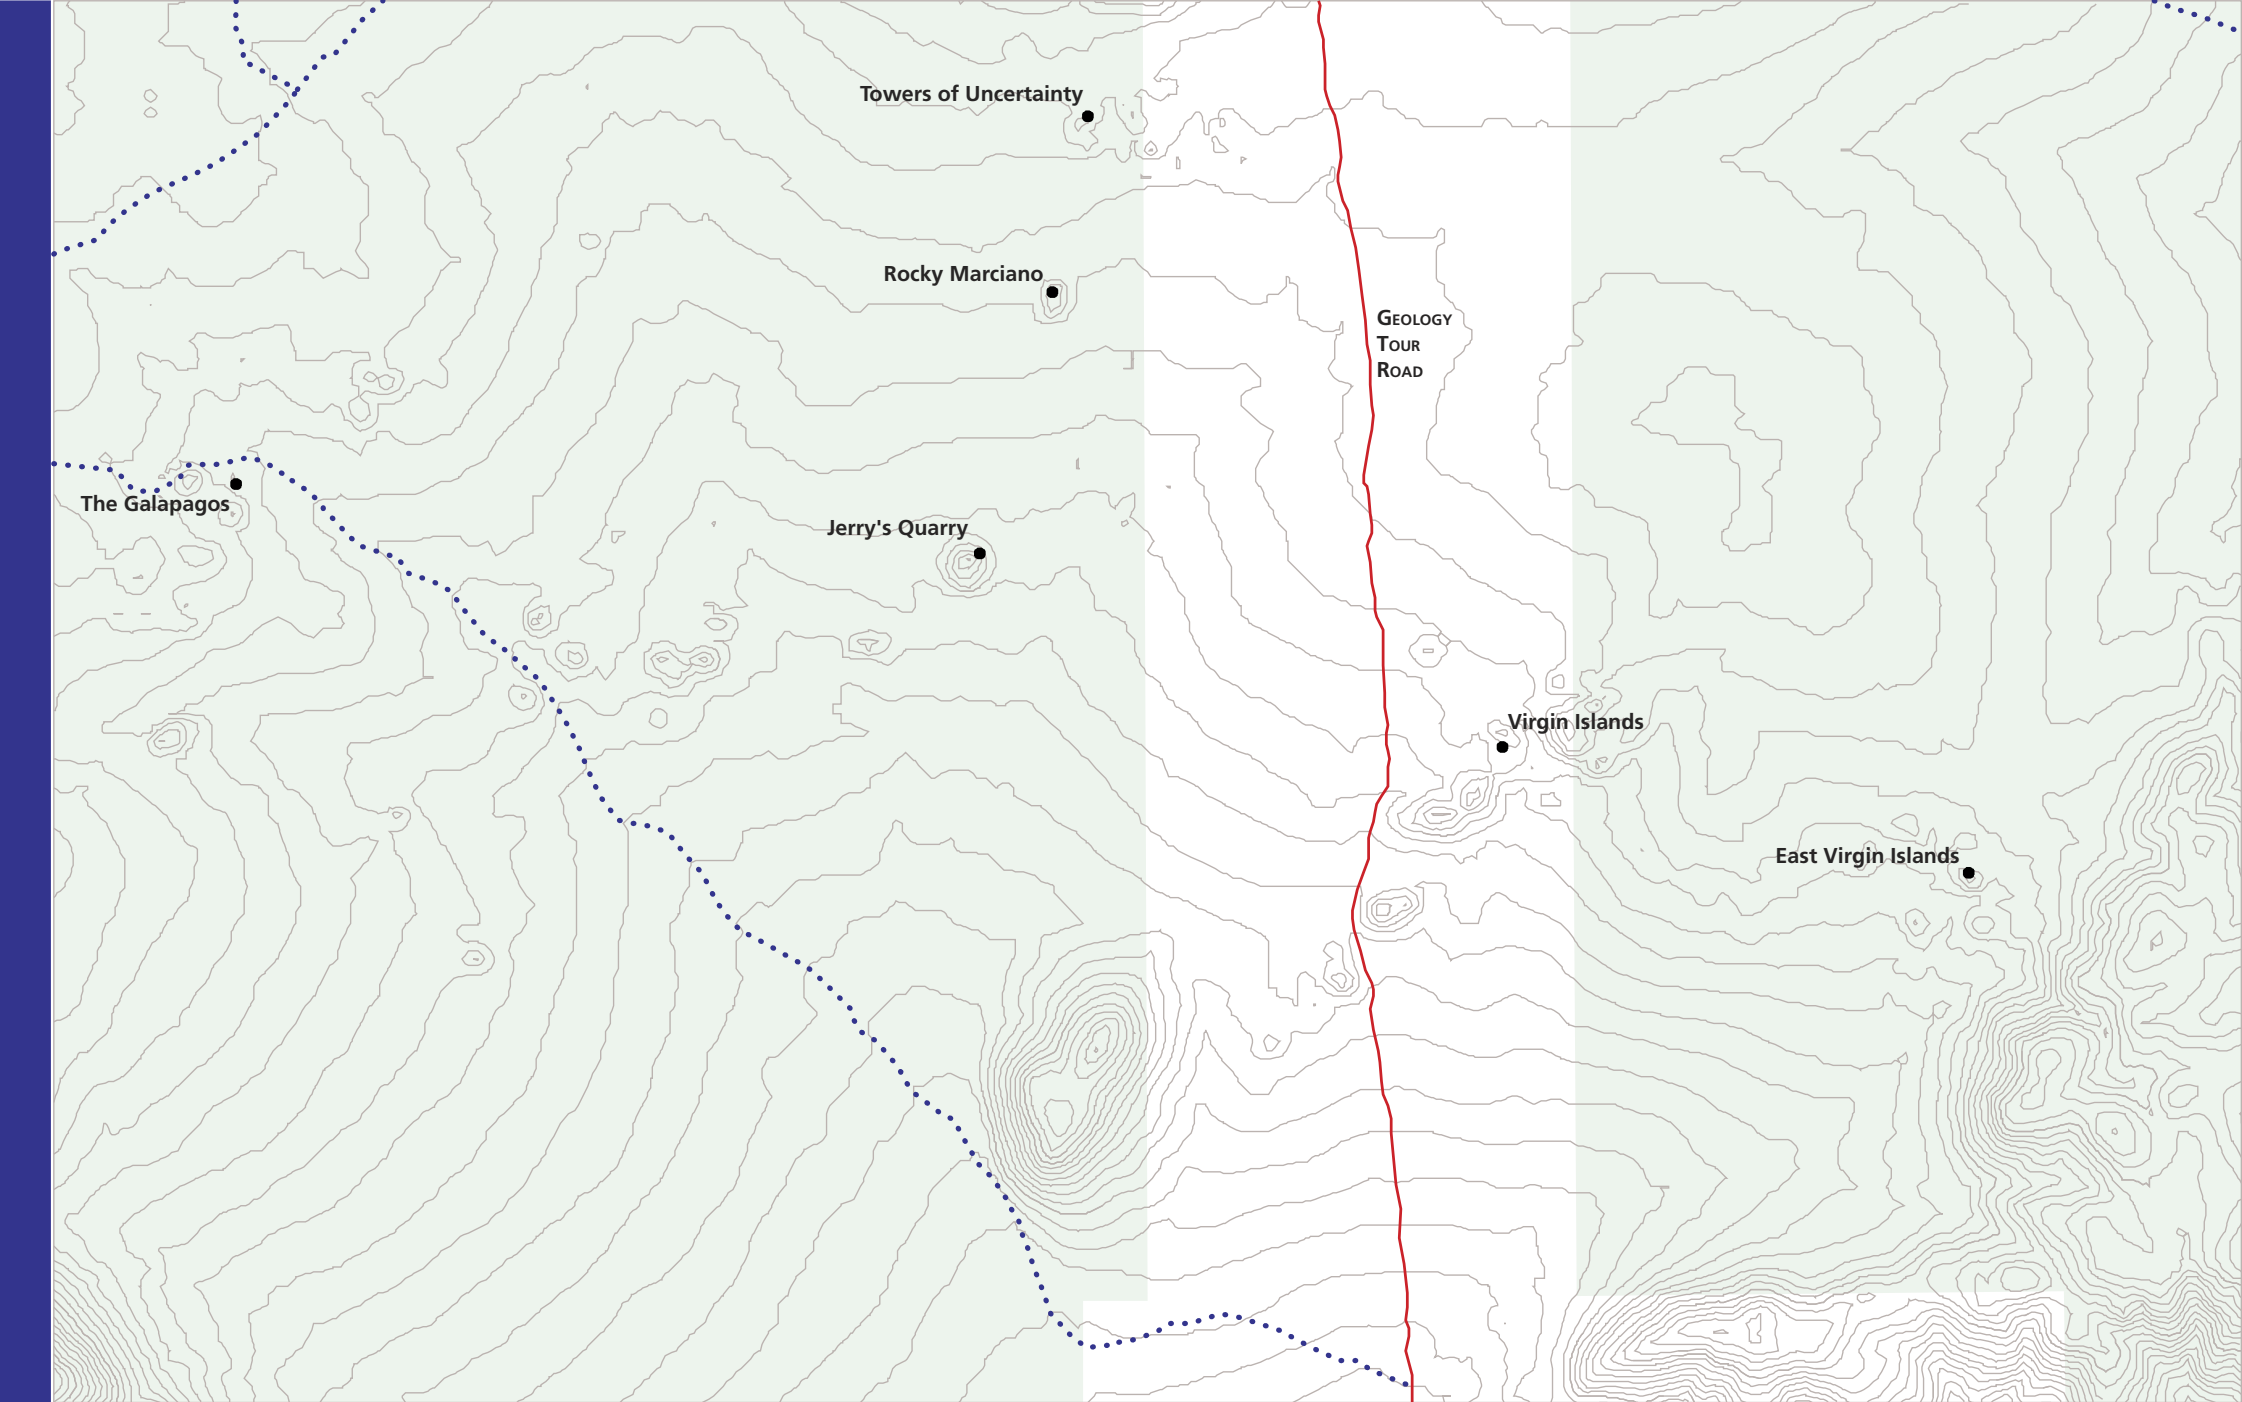 Towers of Uncertainty
Rocky Marciano
GEOLOGY
TOUR
ROAD
The Galapagos
Jerry's Quarry
Virgin Islands
East Virgin Islands